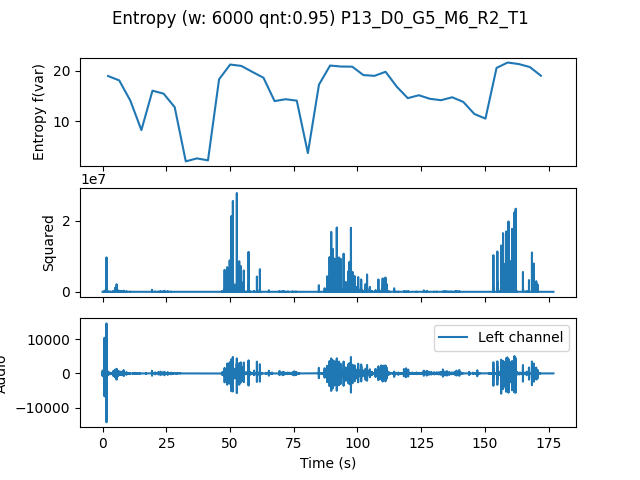 Entropy (w: 6000 qnt:0.95) P13_D0_G5_M6_R2_T1
Entropy f(var)
20
10
1e7
Squared
2
0
Audio
10000
0
−10000
Left channel
0 25 50 75 100 125 150 175
Time (s)